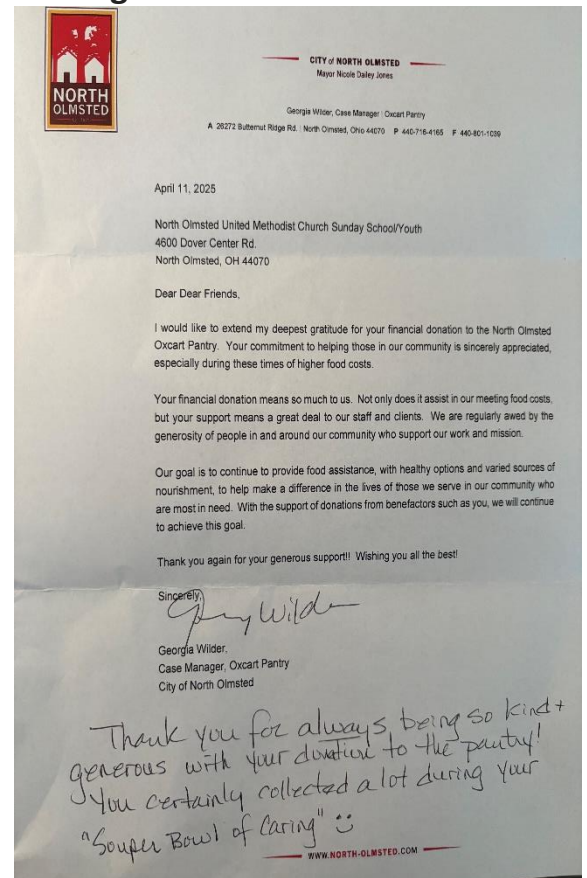 NORTH
OLMSTED
CITY of NORTH OLMSTED
Mayor Nicole Dailey Jones
Georgia Wilder, Case Manager | Oxcart Pantry
A 26272 Butternut Ridge Rd. | North Olmsted, Ohio 44070 P 440-716-4165 F 440-801-1039
April 11, 2025
North Olmsted United Methodist Church Sunday School/Youth
4600 Dover Center Rd.
North Olmsted, OH 44070
Dear Dear Friends,
I would like to extend my deepest gratitude for your financial donation to the North Olmsted
Oxcart Pantry. Your commitment to helping those in our community is sincerely appreciated,
especially during these times of higher food costs.
Your financial donation means so much to us. Not only does it assist in our meeting food costs,
but your support means a great deal to our staff and clients. We are regularly awed by the
generosity of people in and around our community who support our work and mission.
Our goal is to continue to provide food assistance, with healthy options and varied sources of
nourishment, to help make a difference in the lives of those we serve in our community who
are most in need. With the support of donations from benefactors such as you, we will continue
to achieve this goal.
Thank you again for your generous support!! Wishing you all the best!
Sincerely,
Wilder
Georgia Wilder,
Case Manager, Oxcart Pantry
City of North Olmsted
Thank you for always being so kind +
generous with your donation to the pantry!
You certainly collected a lot during your
"Souper Bowl of Caring" :)
WWW.NORTH-OLMSTED.COM